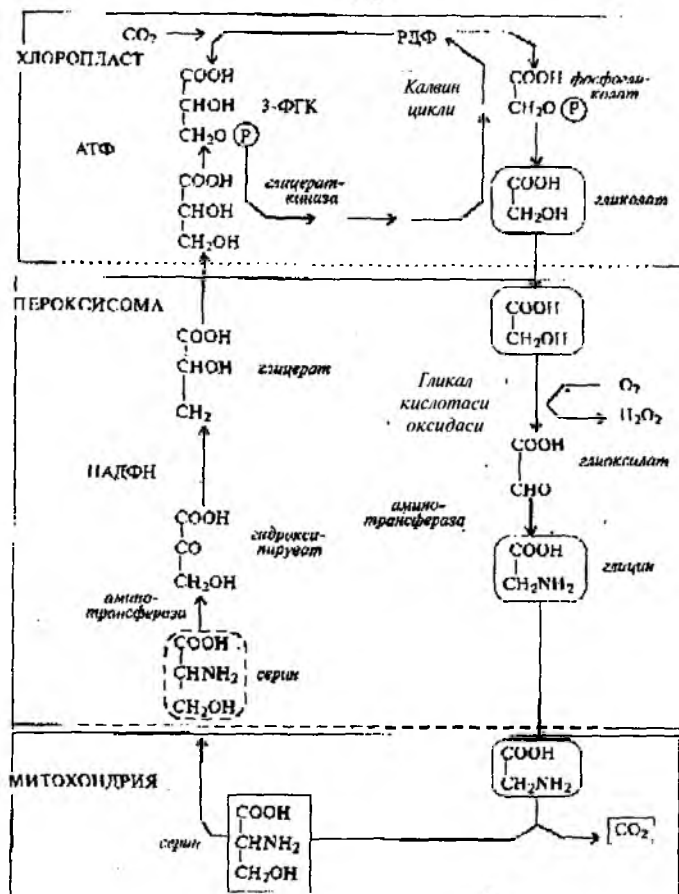 CO₂
РДФ
ХЛОРОПЛАСТ
COOH
CHOH
CH₂O P
3-ФГК
Калвин
цикли
COOH
CH₂O P
фосфогли-
колат
АТФ
COOH
CHOH
CH₂OH
глицерат-
киназа
COOH
CH₂OH
гликолат
ПЕРОКСИСОМА
COOH
CH₂OH
COOH
CHOH
CH₂
глицерат
Гликал
кислотаси
оксидаси
O₂
H₂O₂
COOH
CHO
глиоксилат
НАДФН
COOH
CO
CH₂OH
гидрокси-
пируват
амино-
трансфераза
COOH
CH₂NH₂
глицин
амино-
трансфераза
COOH
CHNH₂
CH₂OH
серин
МИТОХОНДРИЯ
COOH
CH₂NH₂
CO₂
серин
COOH
CHNH₂
CH₂OH